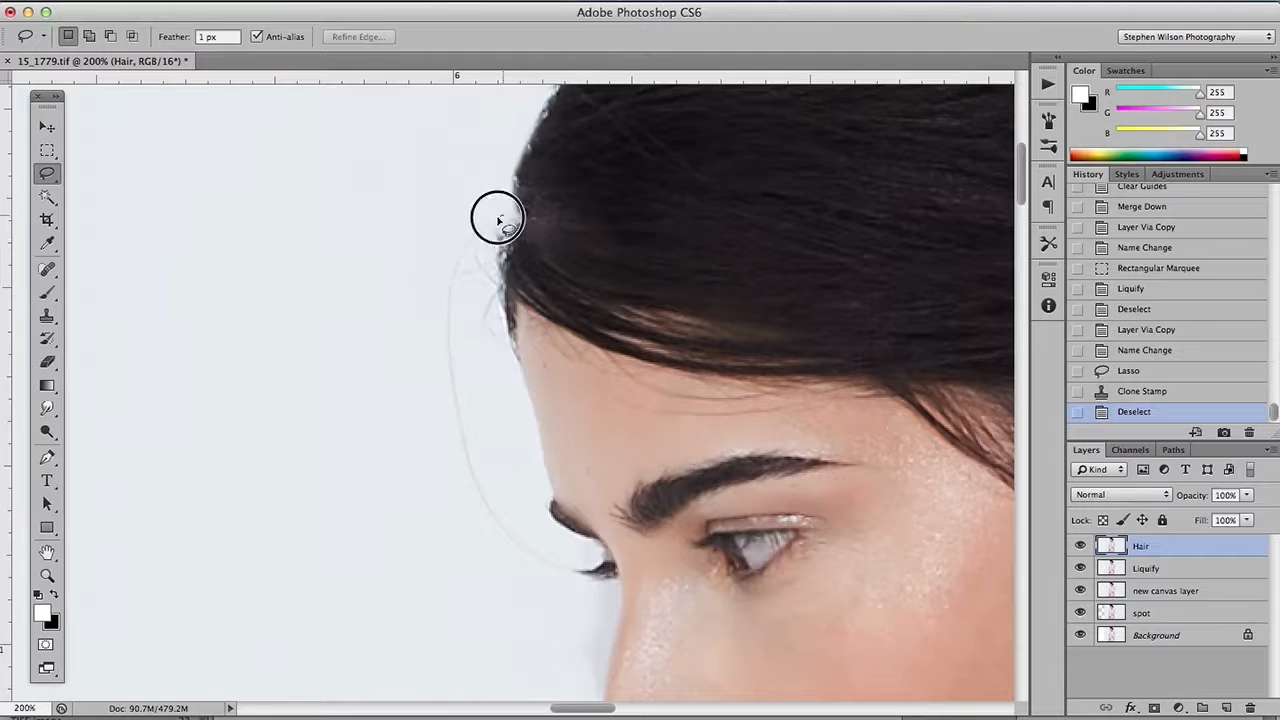 Adobe Photoshop CS6
Feather: 1 px Anti-alias Refine Edge... Stephen Wilson Photography
15_1779.tif @ 200% (Hair, RGB/16*) *
6
Color Swatches
R 255
G 255
B 255
History Styles Adjustments
Clear Guides
Merge Down
Layer Via Copy
Name Change
Rectangular Marquee
Liquify
Deselect
Layer Via Copy
Name Change
Lasso
Clone Stamp
Deselect
Layers Channels Paths
Kind
Normal Opacity: 100%
Lock: Fill: 100%
Hair
Liquify
new canvas layer
spot
Background
200% Doc: 90.7M/479.2M